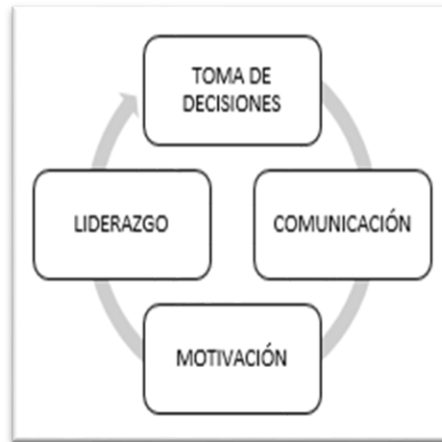 TOMA DE
DECISIONES
LIDERAZGO
COMUNICACIÓN
MOTIVACIÓN